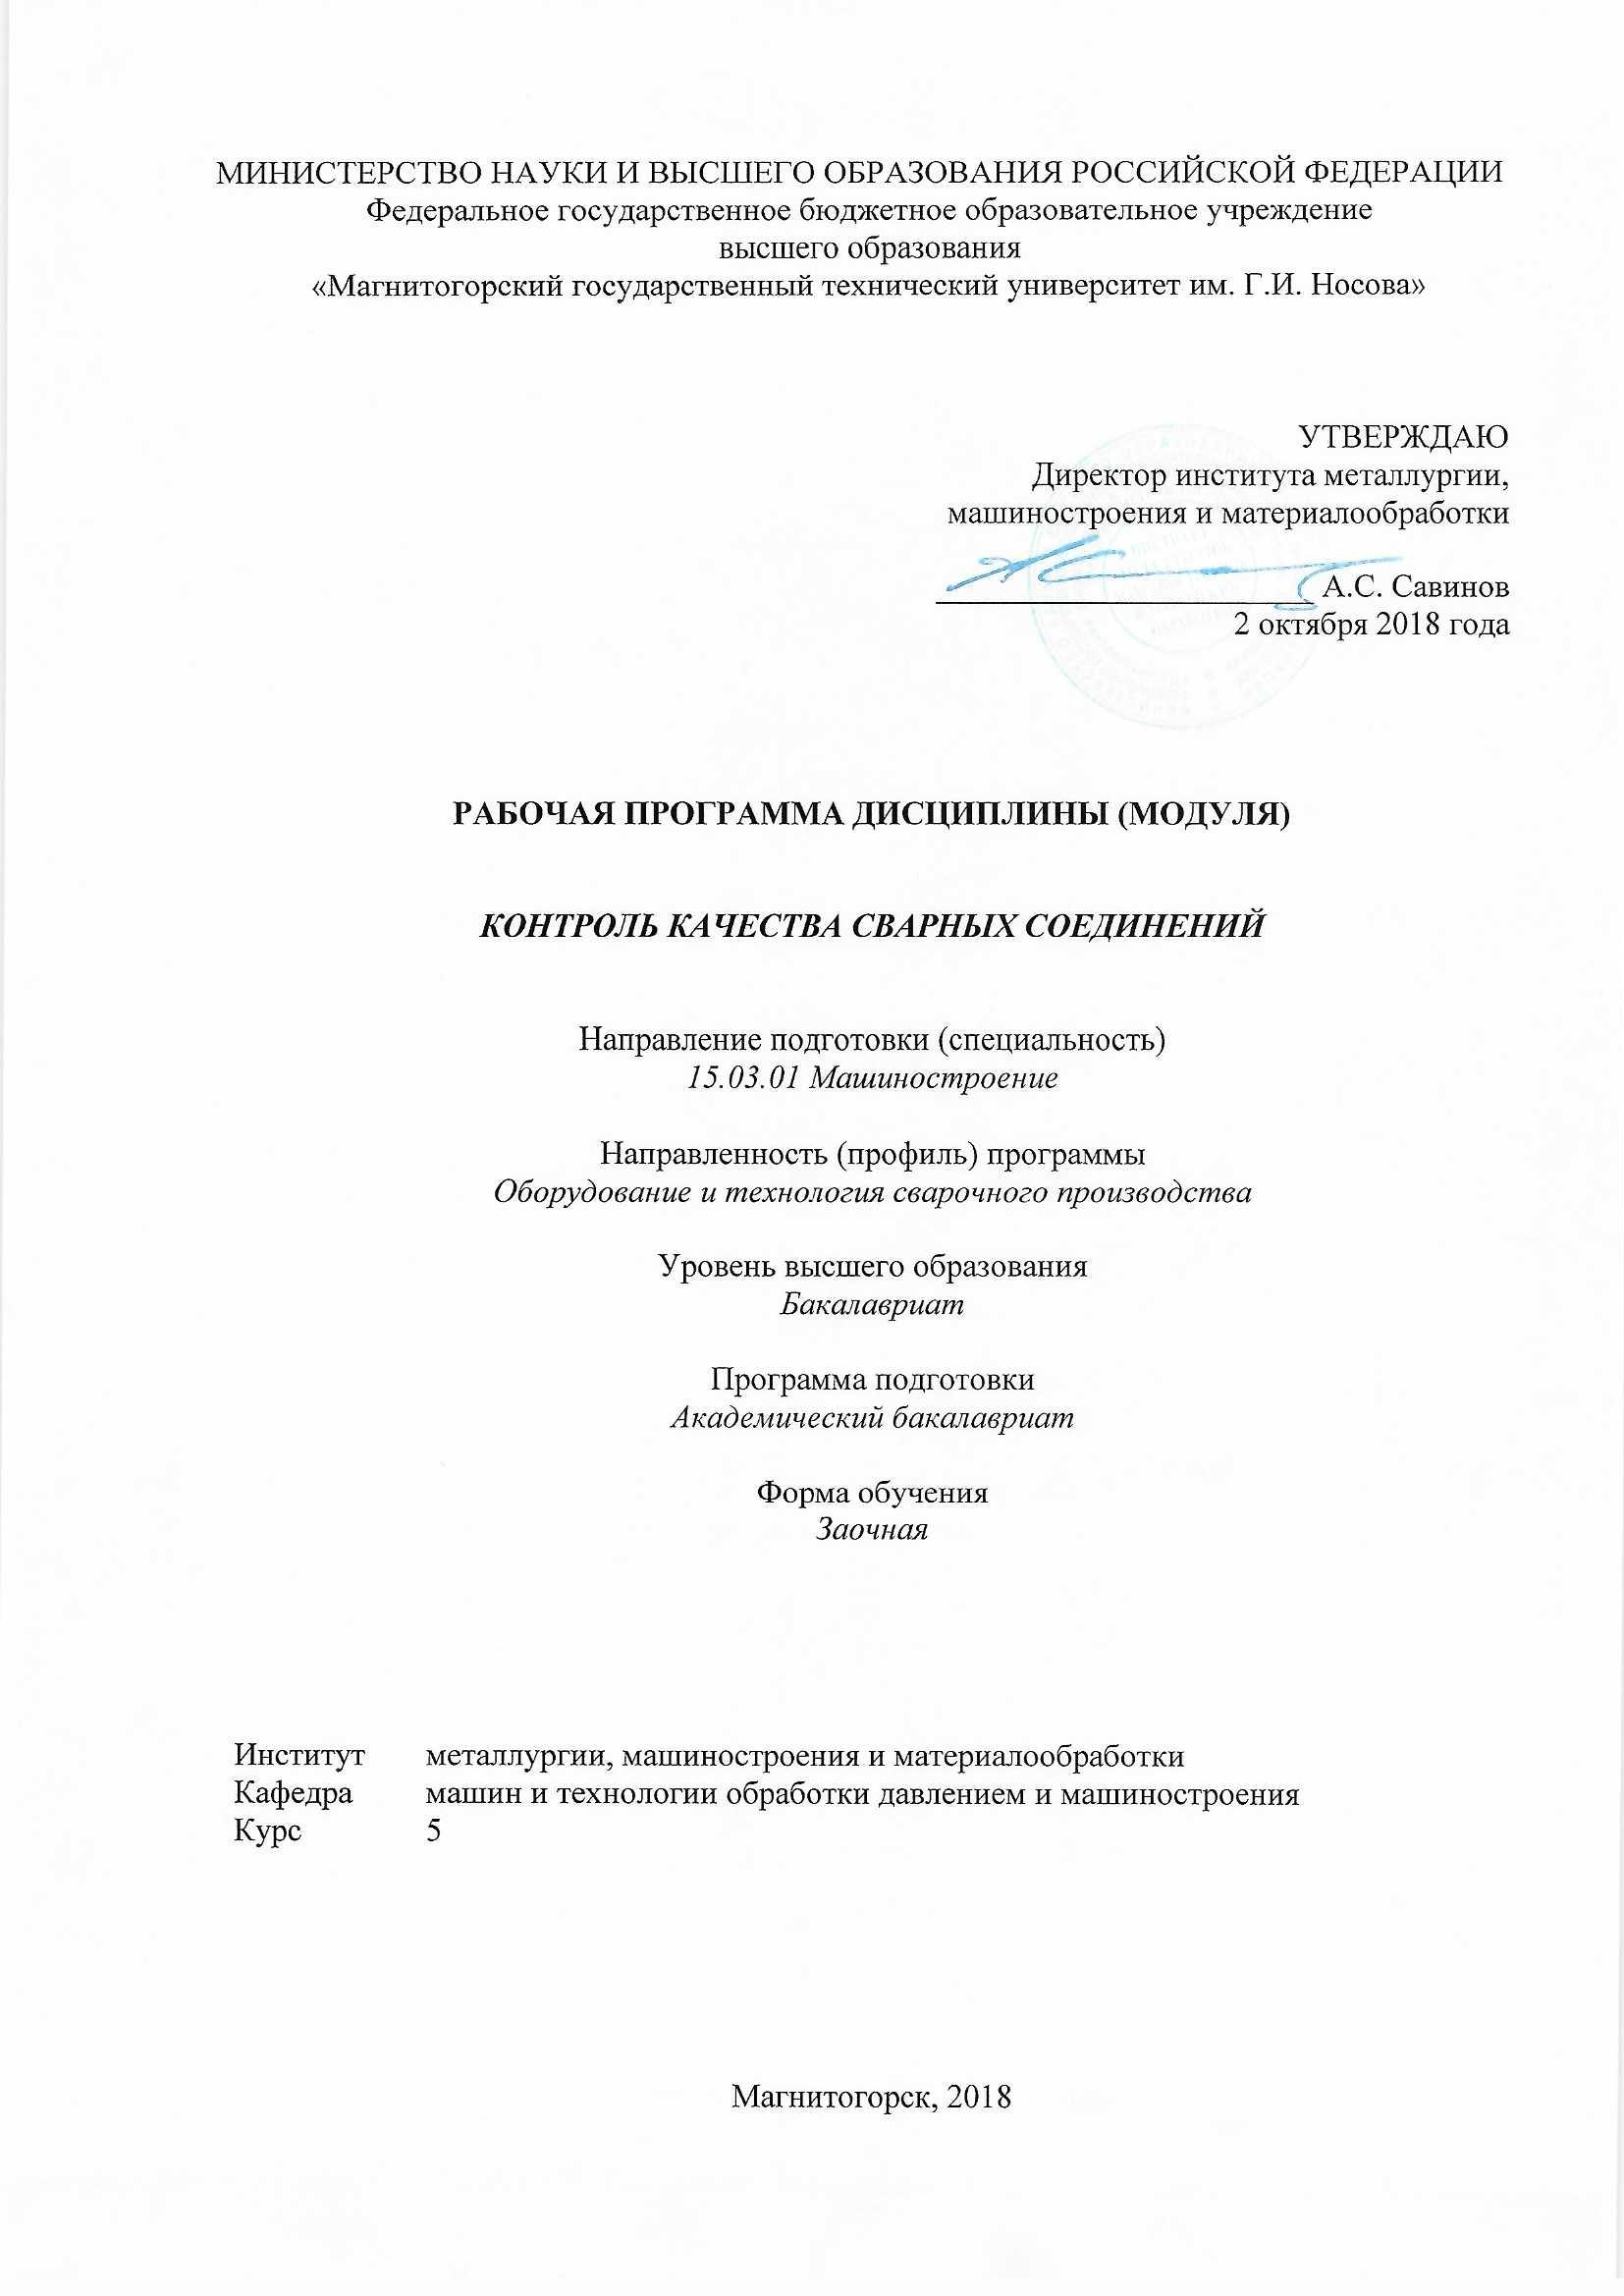 МИНИСТЕРСТВО НАУКИ И ВЫСШЕГО ОБРАЗОВАНИЯ РОССИЙСКОЙ ФЕДЕРАЦИИ
Федеральное государственное бюджетное образовательное учреждение
высшего образования
«Магнитогорский государственный технический университет им. Г.И. Носова»
УТВЕРЖДАЮ
Директор института металлургии,
машиностроения и материалообработки
А.С. Савинов
2 октября 2018 года
РАБОЧАЯ ПРОГРАММА ДИСЦИПЛИНЫ (МОДУЛЯ)
КОНТРОЛЬ КАЧЕСТВА СВАРНЫХ СОЕДИНЕНИЙ
Направление подготовки (специальность)
15.03.01 Машиностроение
Направленность (профиль) программы
Оборудование и технология сварочного производства
Уровень высшего образования
Бакалавриат
Программа подготовки
Академический бакалавриат
Форма обучения
Заочная
Институт металлургии, машиностроения и материалообработки
Кафедра машин и технологии обработки давлением и машиностроения
Курс 5
Магнитогорск, 2018